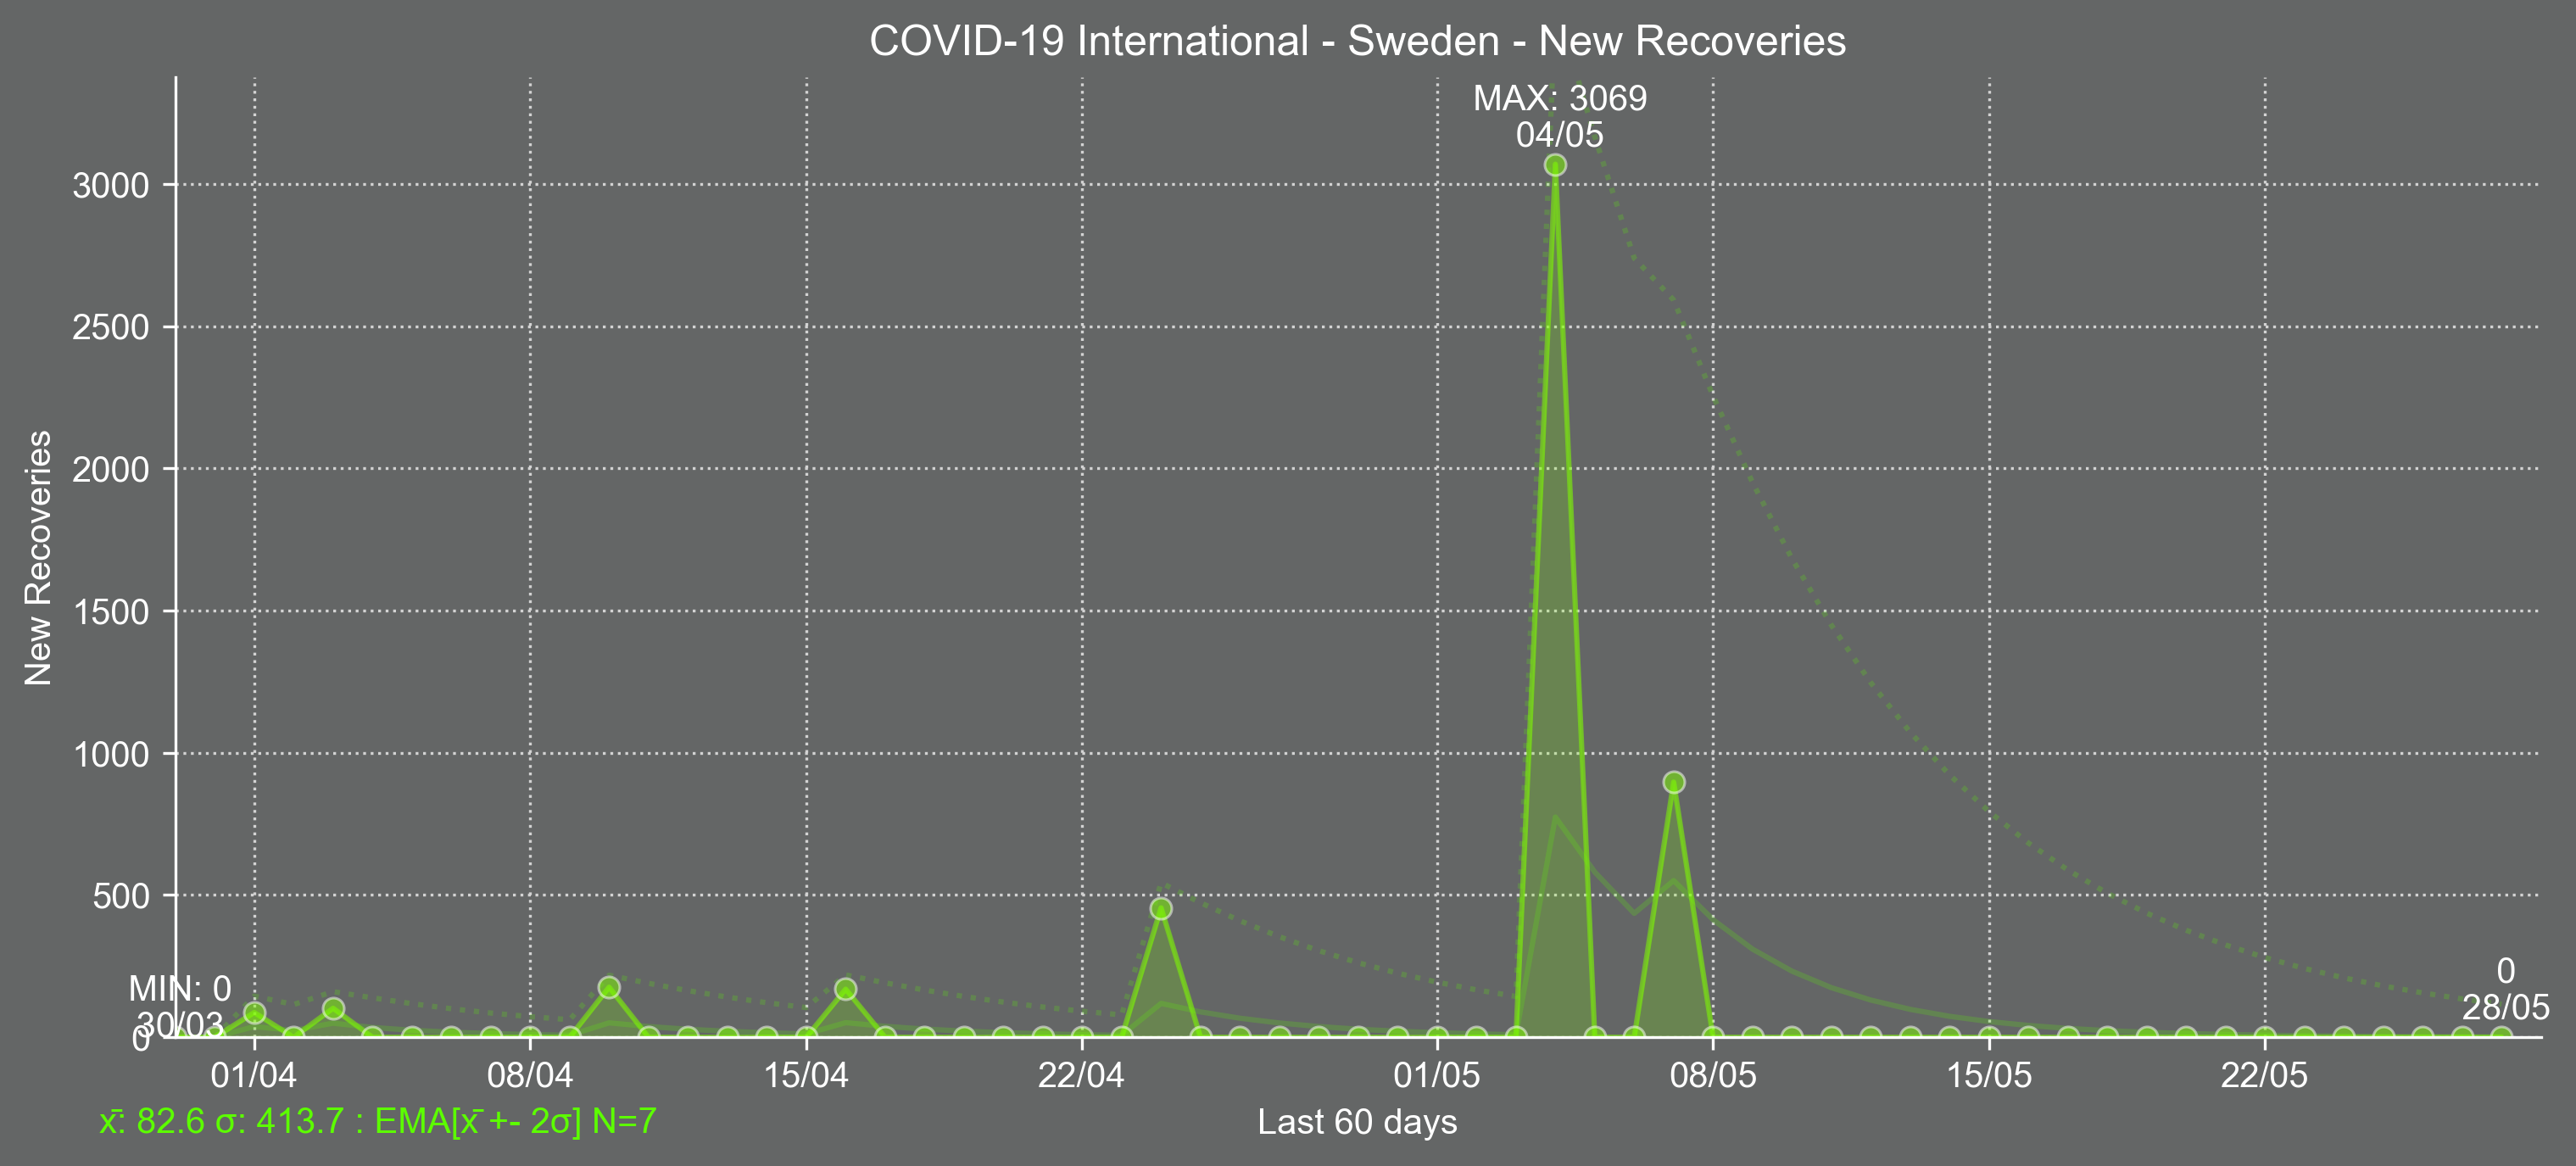 COVID-19 International - Sweden - New Recoveries
MAX: 3069
04/05
3000
2500
2000
1500
1000
500
0
New Recoveries
MIN: 0
30/03
0
28/05
01/04 08/04 15/04 22/04 01/05 08/05 15/05 22/05
x̄: 82.6 σ: 413.7 : EMA[x̄ +- 2σ] N=7
Last 60 days